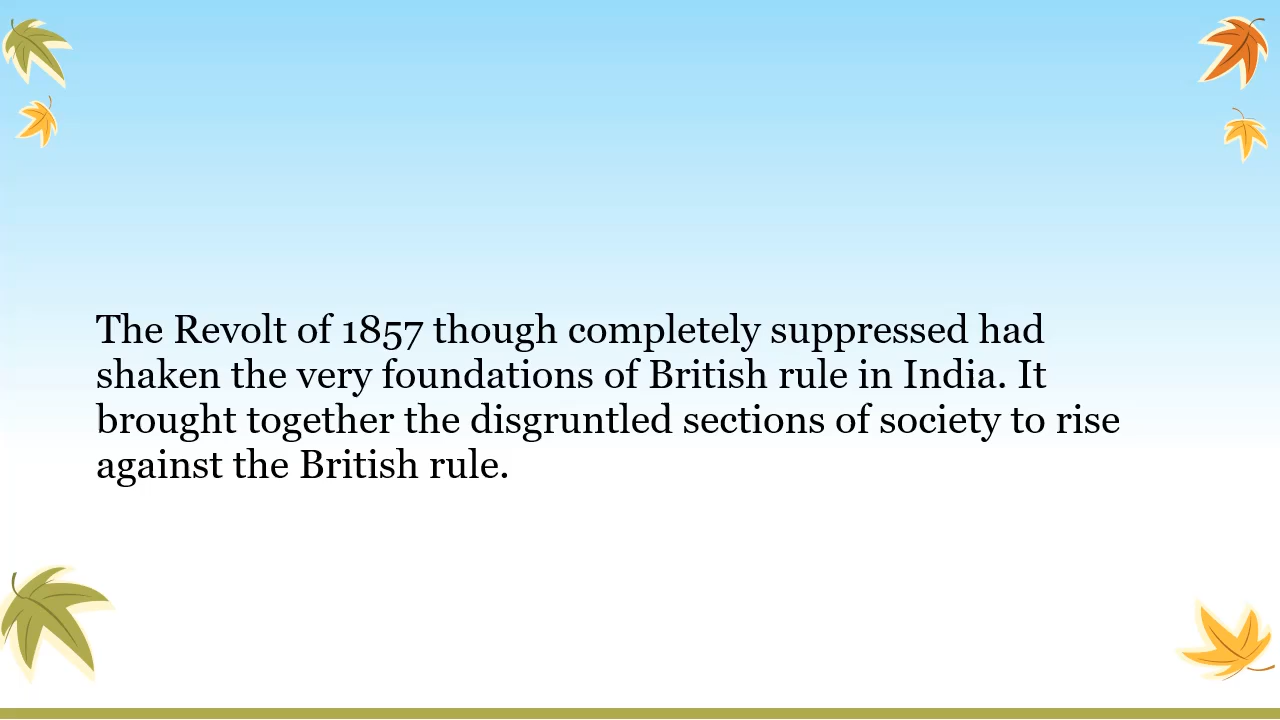 The Revolt of 1857 though completely suppressed had
shaken the very foundations of British rule in India. It
brought together the disgruntled sections of society to rise
against the British rule.